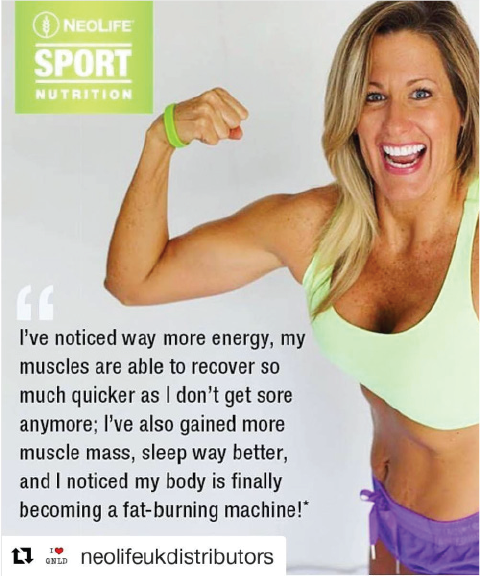 NEOLIFE
SPORT
NUTRITION
“
I've noticed way more energy, my
muscles are able to recover so
much quicker as I don't get sore
anymore; I've also gained more
muscle mass, sleep way better,
and I noticed my body is finally
becoming a fat-burning machine!*
I ❤
GNLD
neolifeukdistributors